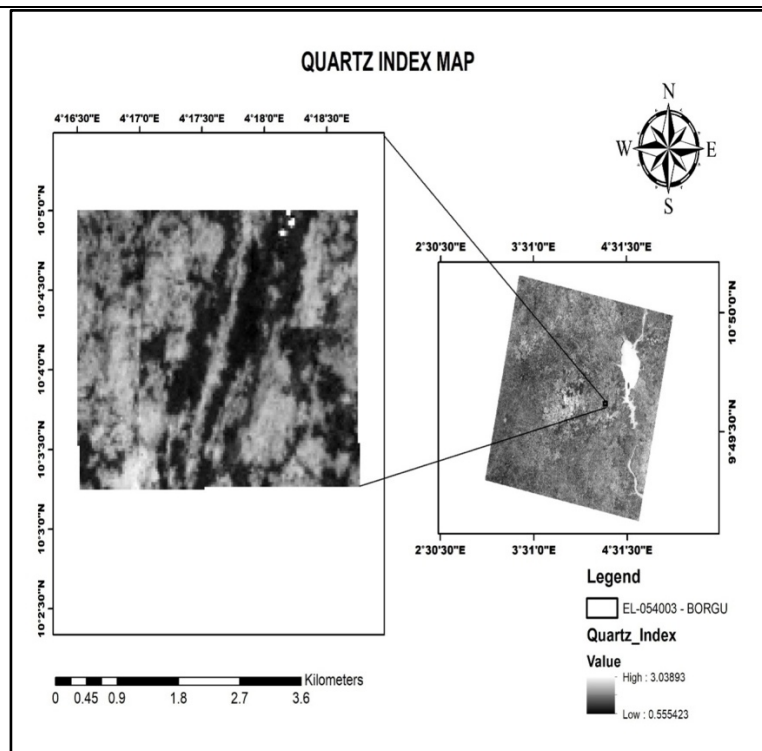 QUARTZ INDEX MAP
4°16'30"E 4°17'0"E 4°17'30"E 4°18'0"E 4°18'30"E
N
W E
S
10°5'0"N
10°4'30"N
10°4'0"N
10°3'30"N
10°3'0"N
10°2'30"N
2°30'30"E 3°31'0"E 4°31'30"E
10°50'0"N
9°49'30"N
2°30'30"E 3°31'0"E 4°31'30"E
Legend
EL-054003 - BORGU
Quartz_Index
Value
High : 3.03893
Low : 0.555423
Kilometers
0 0.45 0.9 1.8 2.7 3.6